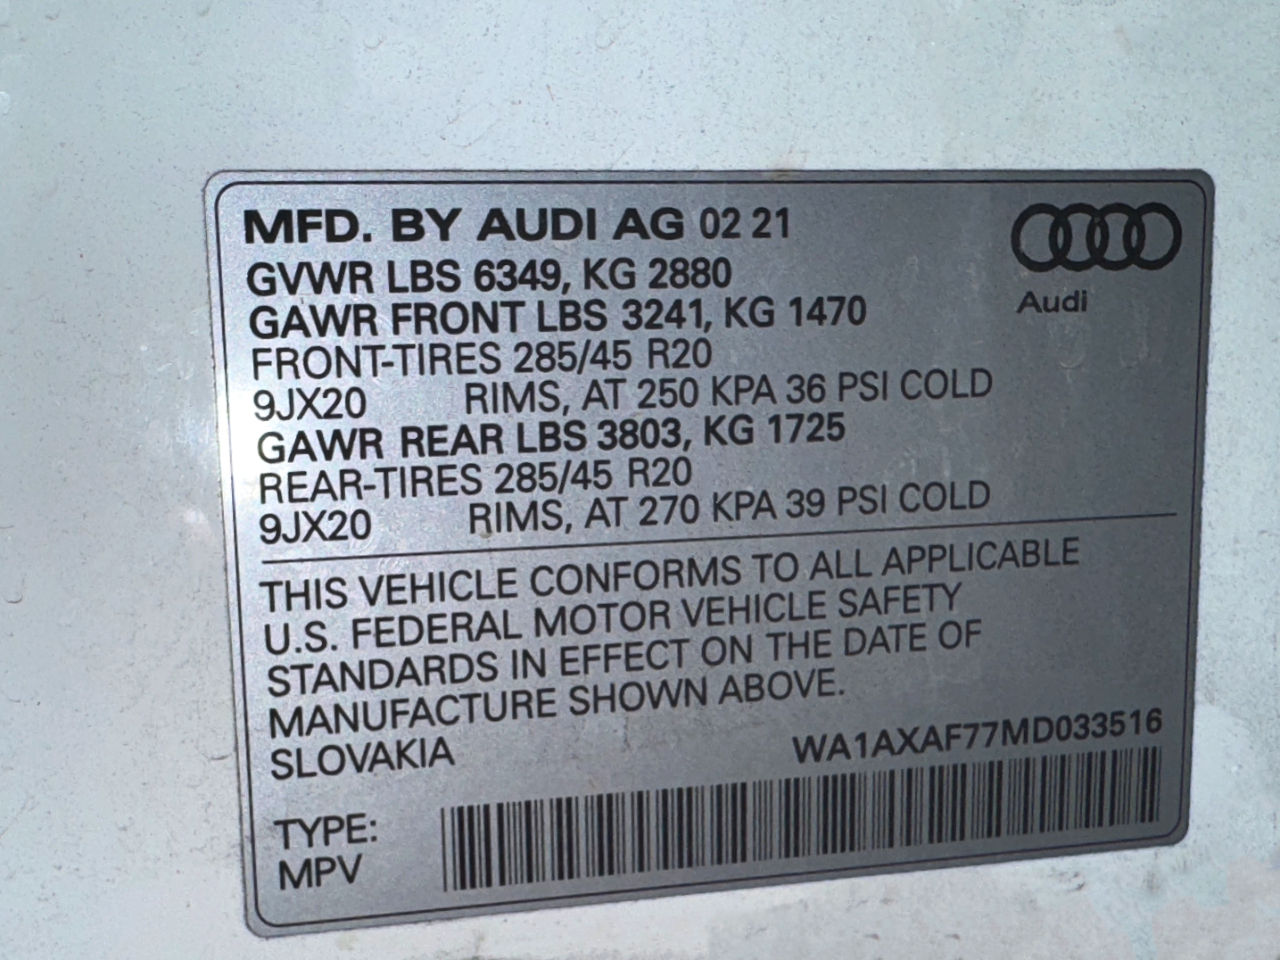 MFD. BY AUDI AG 02 21
Audi
GVWR LBS 6349, KG 2880
GAWR FRONT LBS 3241, KG 1470
FRONT-TIRES 285/45 R20
9JX20 RIMS, AT 250 KPA 36 PSI COLD
GAWR REAR LBS 3803, KG 1725
REAR-TIRES 285/45 R20
9JX20 RIMS, AT 270 KPA 39 PSI COLD
THIS VEHICLE CONFORMS TO ALL APPLICABLE
U.S. FEDERAL MOTOR VEHICLE SAFETY
STANDARDS IN EFFECT ON THE DATE OF
MANUFACTURE SHOWN ABOVE.
SLOVAKIA
WA1AXAF77MD033516
TYPE:
MPV